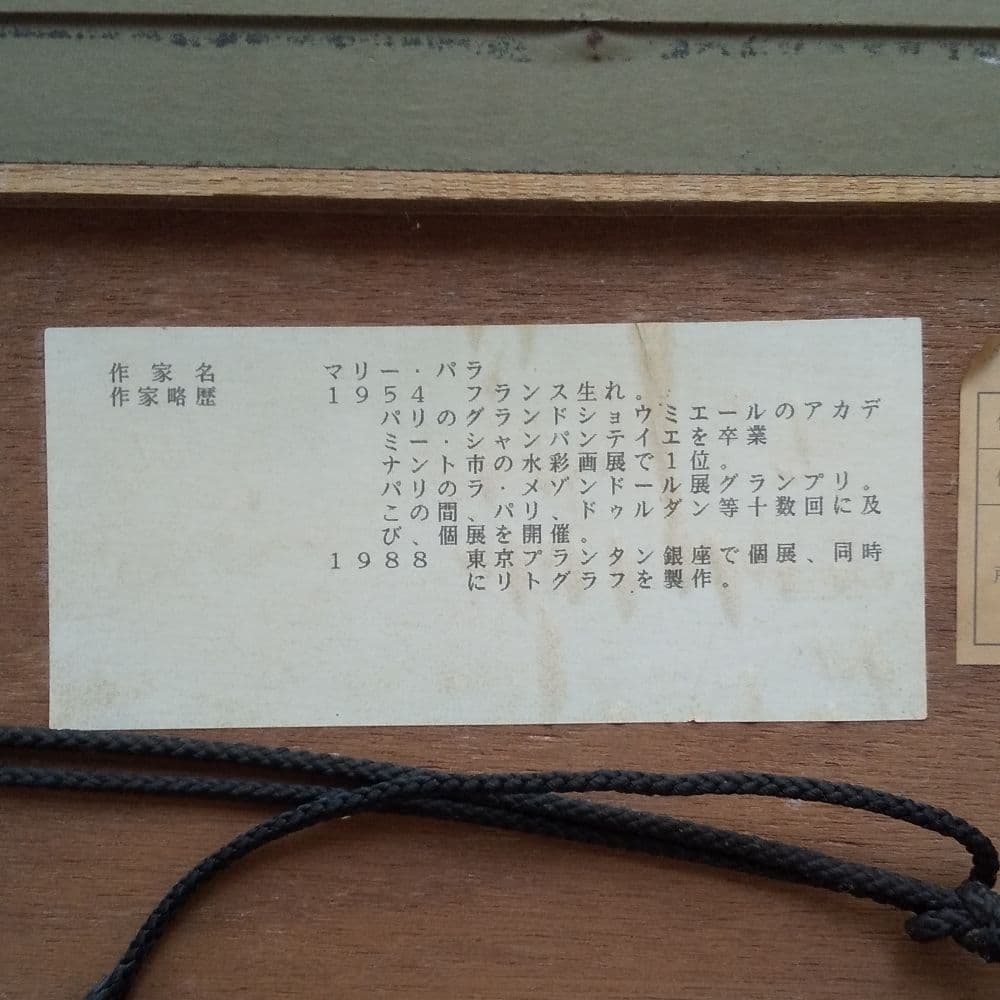 作家名 マリー・パラ
作家略歴 1954 フランス生れ。
パリのグランドショウミエールのアカデ
ミー・シャンパンティエを卒業
ナント市の水彩画展で1位。
パリのラ・メゾンドール展グランプリ。
この間、パリ、ドゥルダン等十数回に及
び、個展を開催。
1988 東京プランタン銀座で個展、同時
にリトグラフを製作。